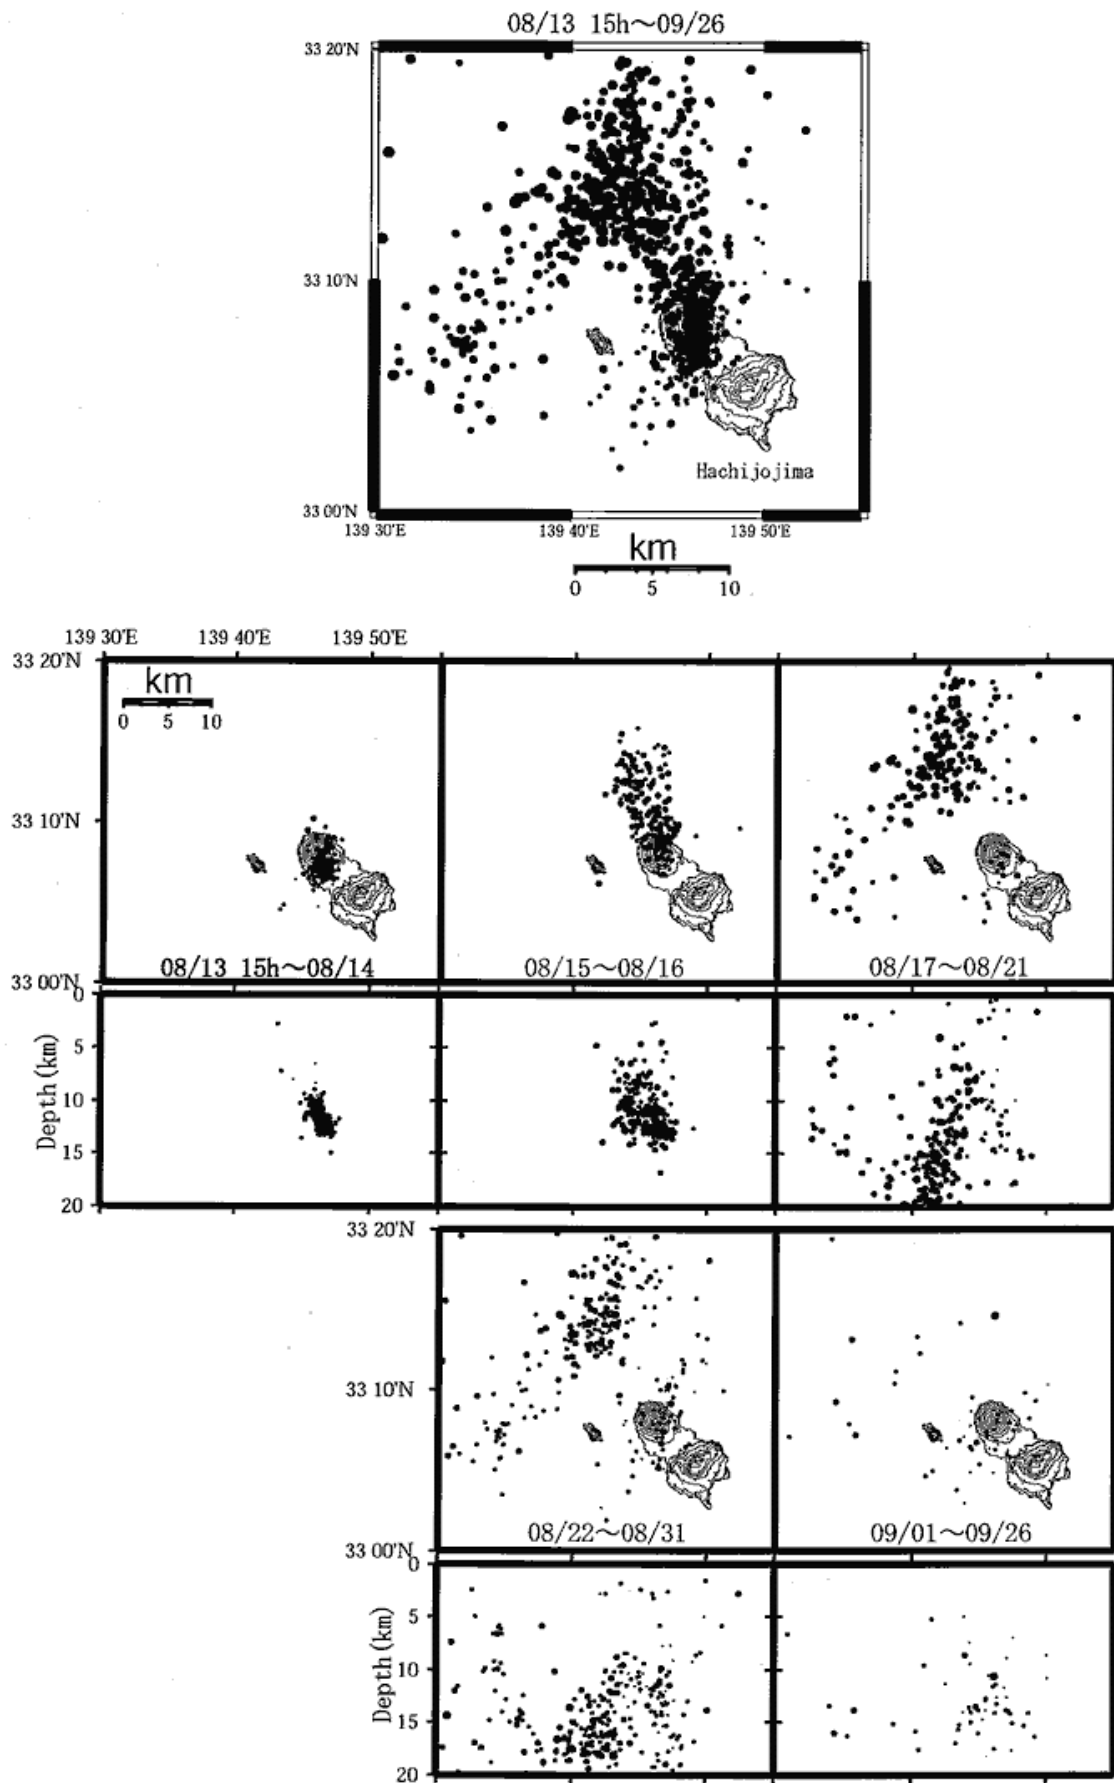 08/13 15h～09/26
33 20'N
33 10'N
33 00'N
139 30'E 139 40'E 139 50'E
Hachijojima
km
0 5 10
139 30'E 139 40'E 139 50'E
33 20'N
km
0 5 10
33 10'N
33 00'N
08/13 15h～08/14 08/15～08/16 08/17～08/21
0
5
10
15
20
Depth(km)
33 20'N
33 10'N
33 00'N
08/22～08/31 09/01～09/26
0
5
10
15
20
Depth(km)